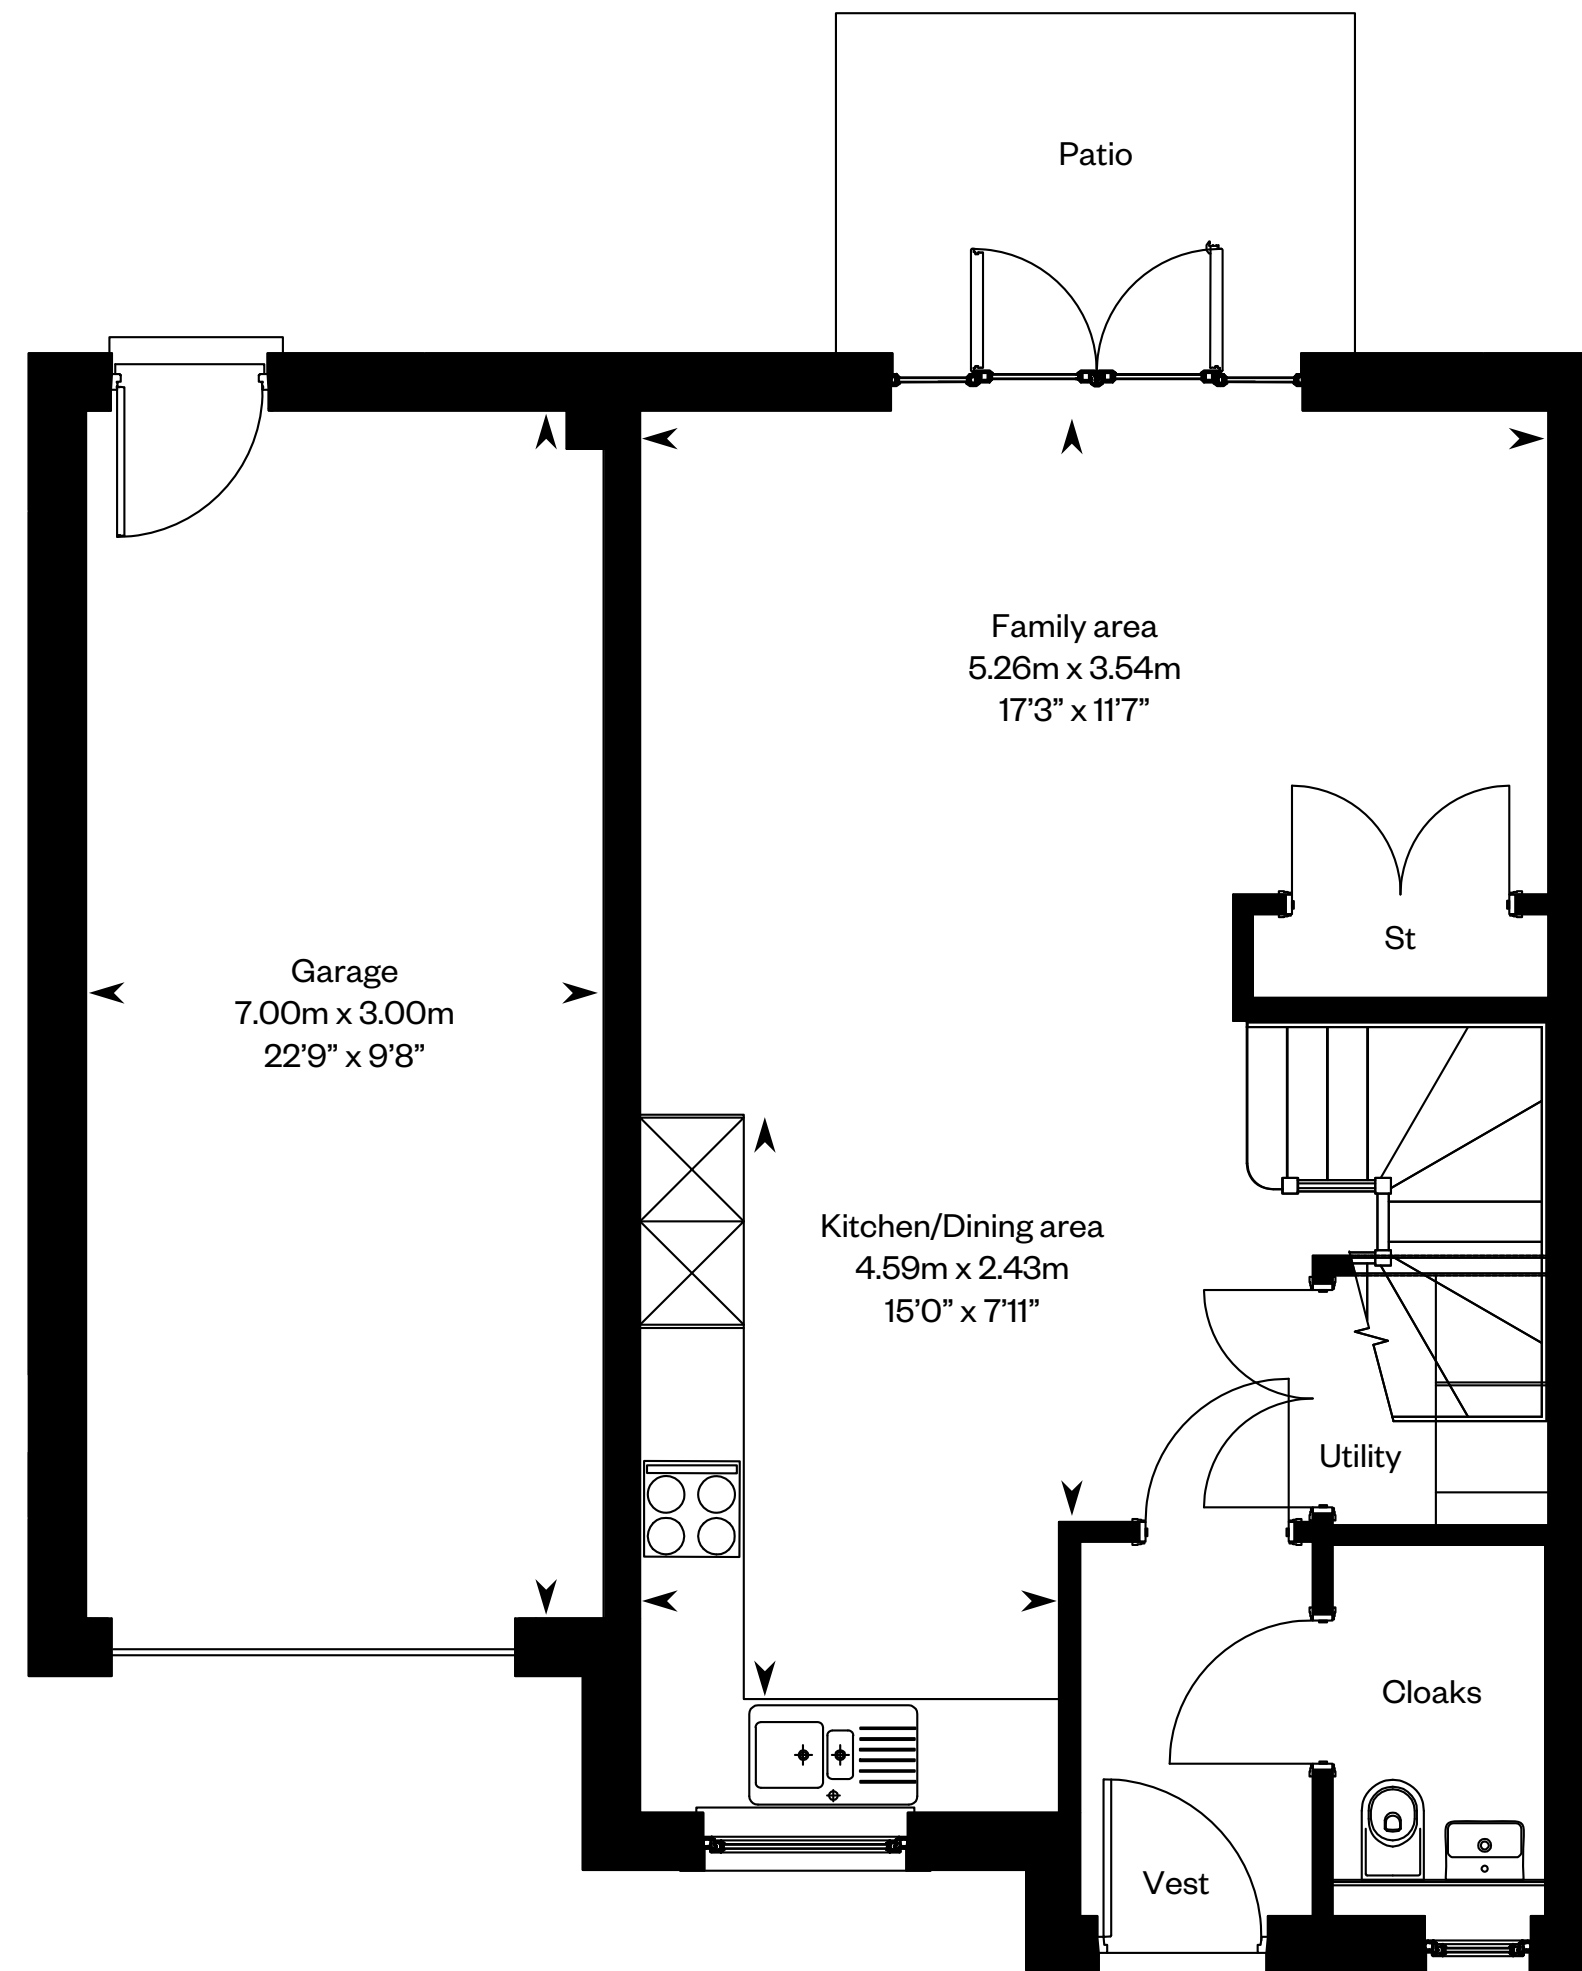 Patio
Family area
5.26m x 3.54m
17’3” x 11’7”
St
Garage
7.00m x 3.00m
22’9” x 9’8”
Kitchen/Dining area
4.59m x 2.43m
15’0” x 7’11”
Utility
Cloaks
Vest